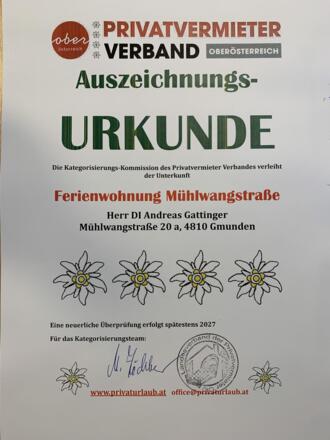 ober
österreich
PRIVATVERMIETER
VERBAND OBERÖSTERREICH
Auszeichnungs-
URKUNDE
Die Kategorisierungs-Kommission des Privatvermieter Verbandes verleiht
der Unterkunft
Ferienwohnung Mühlwangstraße
Herr DI Andreas Gattinger
Mühlwangstraße 20 a, 4810 Gmunden
Eine neuerliche Überprüfung erfolgt spätestens 2027
Für das Kategorisierungsteam:
www.privaturlaub.at office@privaturlaub.at